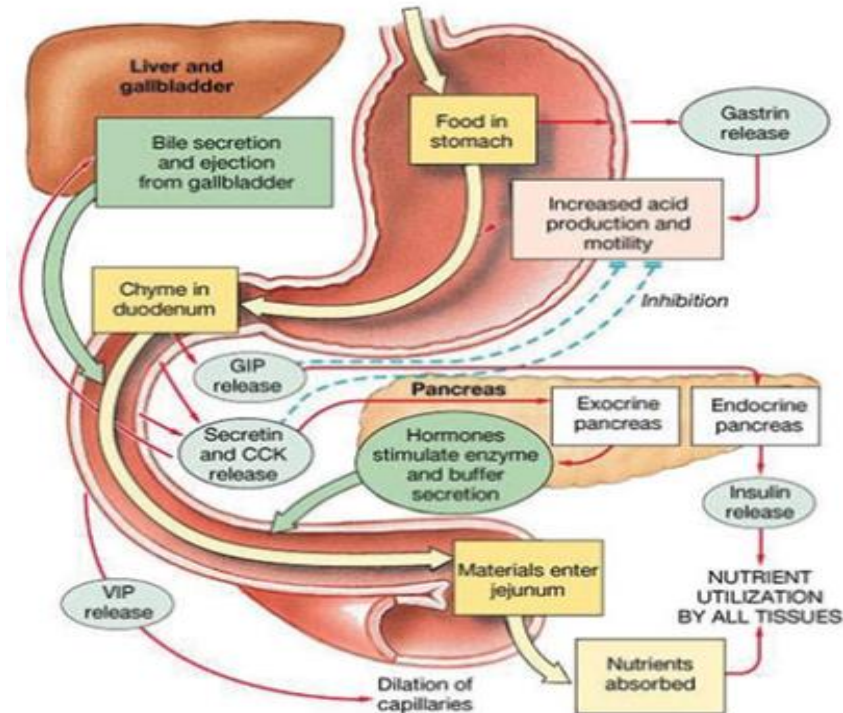 Liver and
gallbladder
Bile secretion
and ejection
from gallbladder
Food in
stomach
Gastrin
release
Increased acid
production and
motility
Inhibition
Chyme in
duodenum
GIP
release
Secretin
and CCK
release
Pancreas
Exocrine
pancreas
Endocrine
pancreas
Hormones
stimulate enzyme
and buffer
secretion
Insulin
release
VIP
release
Materials enter
jejunum
NUTRIENT
UTILIZATION
BY ALL TISSUES
Nutrients
absorbed
Dilation of
capillaries